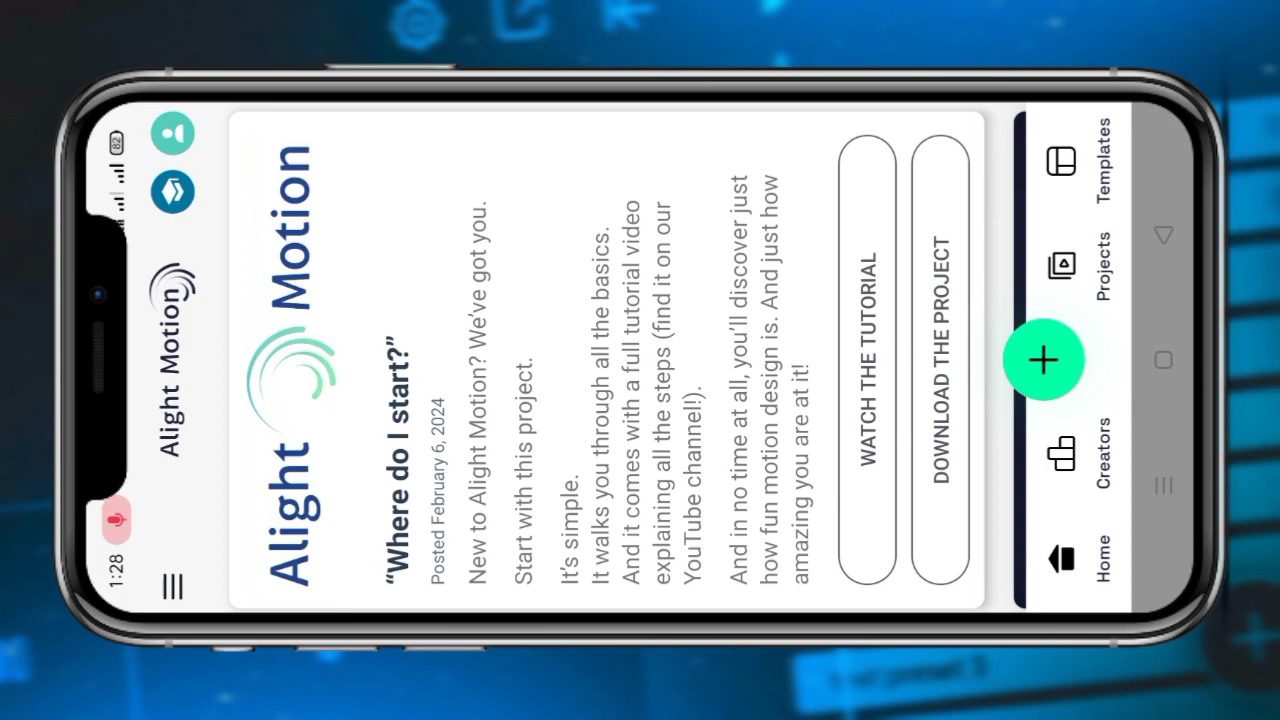 1:28
82
Alight Motion
Alight Motion
“Where do I start?”
Posted February 6, 2024
New to Alight Motion? We’ve got you.
Start with this project.
It’s simple.
It walks you through all the basics.
And it comes with a full tutorial video
explaining all the steps (find it on our
YouTube channel!).
And in no time at all, you’ll discover just
how fun motion design is. And just how
amazing you are at it!
WATCH THE TUTORIAL
DOWNLOAD THE PROJECT
Home
Creators
Projects
Templates